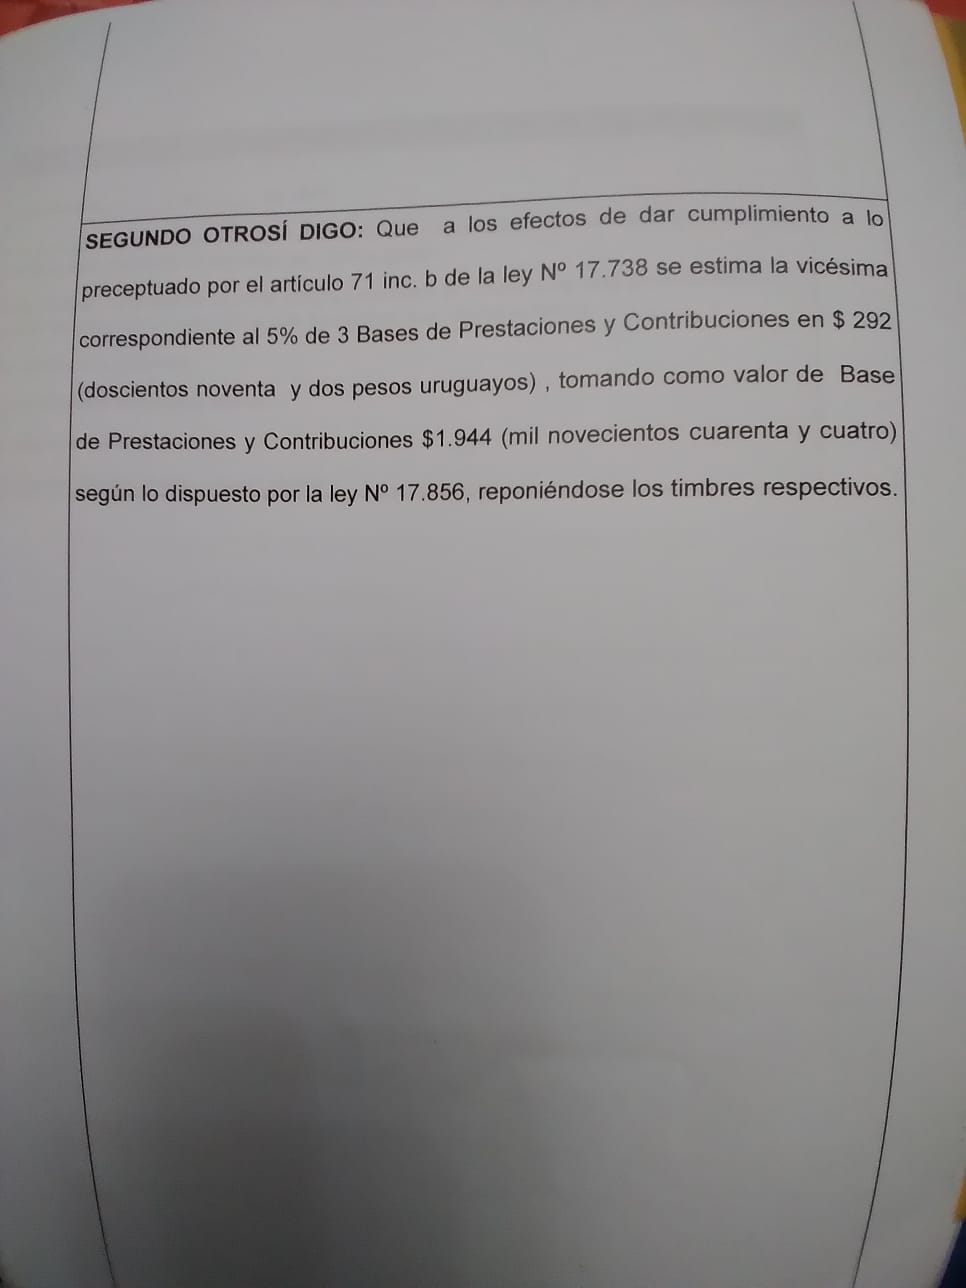 SEGUNDO OTROSÍ DIGO: Que a los efectos de dar cumplimiento a lo
preceptuado por el artículo 71 inc. b de la ley Nº 17.738 se estima la vicésima
correspondiente al 5% de 3 Bases de Prestaciones y Contribuciones en $ 292
(doscientos noventa y dos pesos uruguayos) , tomando como valor de Base
de Prestaciones y Contribuciones $1.944 (mil novecientos cuarenta y cuatro)
según lo dispuesto por la ley Nº 17.856, reponiéndose los timbres respectivos.